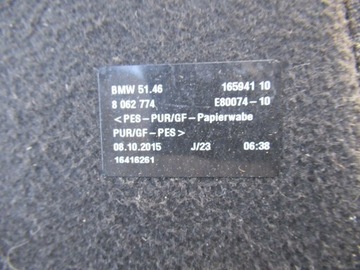 BMW 51.46 165941 10
8 062 774 E80074-10
<PES-PUR/GF-Papierwabe
PUR/GF-PES>
08.10.2015 J/23 06:38
16416261